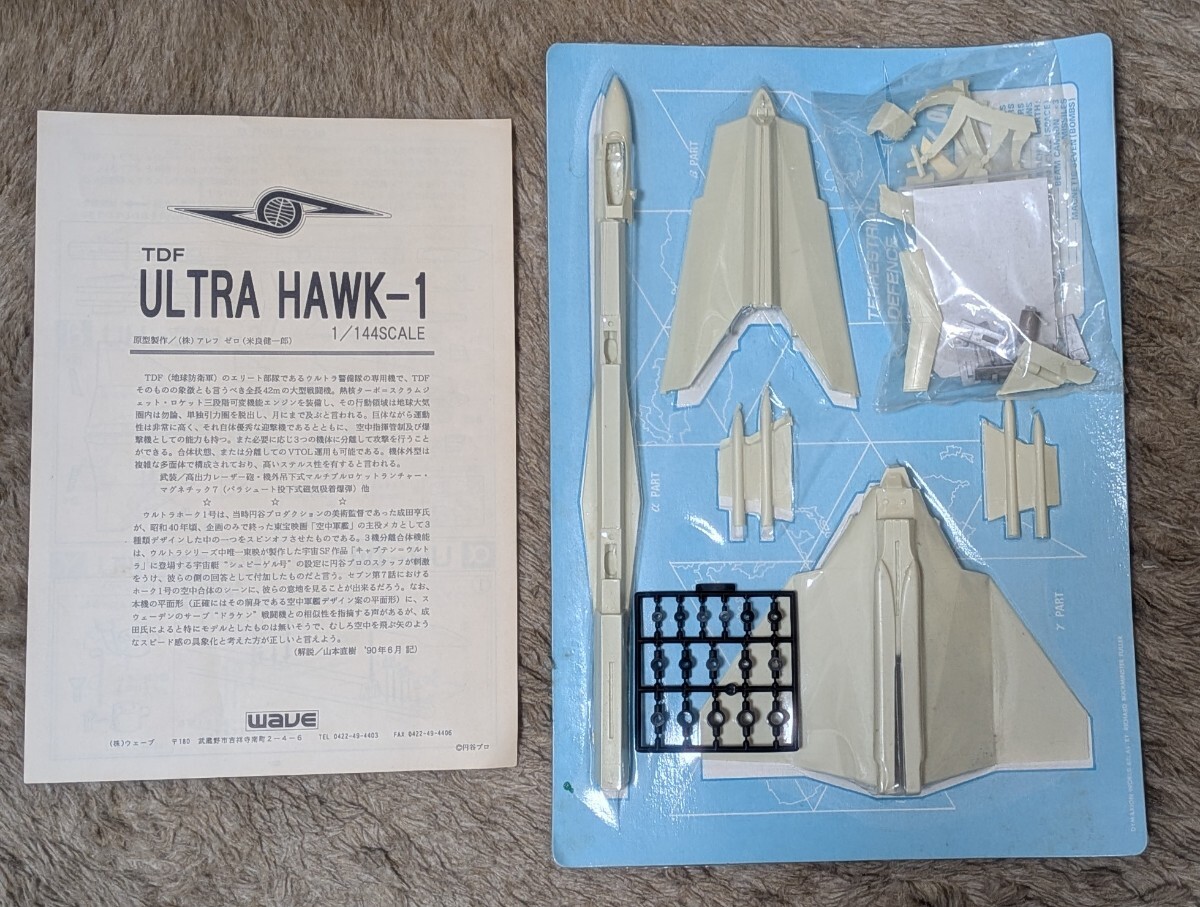 TDF
ULTRA HAWK-1
1/144SCALE
原型製作/(株)アレフ ゼロ(米良健一郎)
TDF(地球防衛軍)のエリート部隊であるウルトラ警備隊の専用機で、TDF
そのものの象徴とも言うべき全長42mの大型戦闘機。熱核ターボ=スクラムジ
ェット・ロケット三段階可変機能エンジンを装備し、その行動領域は地球大気
圏内は勿論、単独引力圏を脱出し、月にまで及ぶと言われる。巨体ながら運動
性は非常に高く、それ自体優秀な迎撃機であるとともに、空中指揮管制及び爆
撃機としての能力も持つ。また必要に応じ3つの機体に分離して攻撃を行うこと
ができる。合体状態、または分離してのVTOL運用も可能である。機体外型は
複雑な多面体で構成されており、高いステルス性を有すると言われる。
武装/高出力レーザー砲・機外吊下式マルチプルロケットランチャー・
マグネチック7(パラシュート投下式磁気吸着爆弾)他
☆ ☆ ☆
ウルトラホーク1号は、当時円谷プロダクションの美術監督であった成田亨氏
が、昭和40年頃、企画のみで終った東宝映画「空中軍艦」の主役メカとして3
種類デザインした中の一つをスピンオフさせたものである。3機分離合体機能
は、ウルトラシリーズ中唯一東映が製作した宇宙SF作品「キャプテン=ウルト
ラ」に登場する宇宙艇“シュピーゲル号”の設定に円谷プロのスタッフが刺激
をうけ、彼らの側の回答として付加したものだと言う。セブン第7話における
ホーク1号の空中合体のシーンに、彼らの意地を見ることが出来るだろう。なお、
本機の平面形(正確にはその前身である空中軍艦デザイン案の平面形)に、ス
ウェーデンのサーブ“ドラケン”戦闘機との相似性を指摘する声があるが、成
田氏によると特にモデルとしたものは無いそうで、むしろ空中を飛ぶ矢のよう
なスピード感の具象化と考えた方が正しいと言えよう。
(解説/山本直樹 '90年6月 記)
wave
(株)ウェーブ 〒180 武蔵野市吉祥寺南町2-4-6 TEL 0422-49-4403 FAX 0422-49-4406
©円谷プロ
β PART
α PART
γ PART
TERRESTRIAL
DEFENCE
BEAM CAN
(BOMBS)